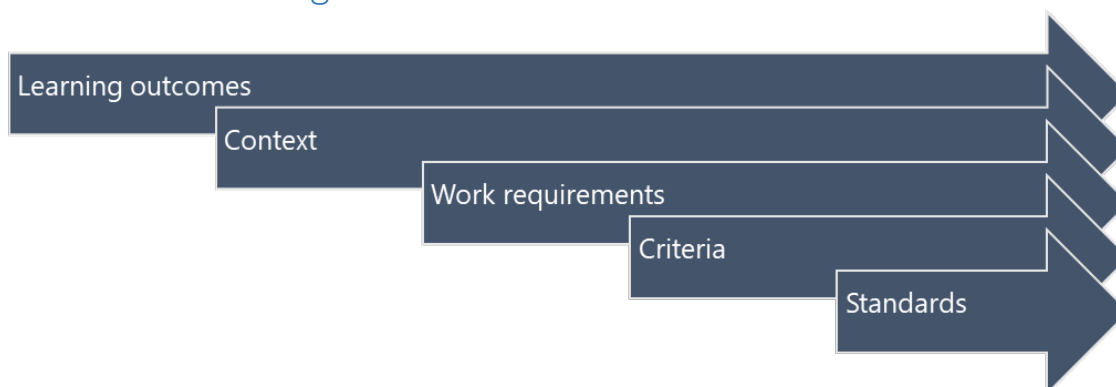 Learning outcomes
Context
Work requirements
Criteria
Standards